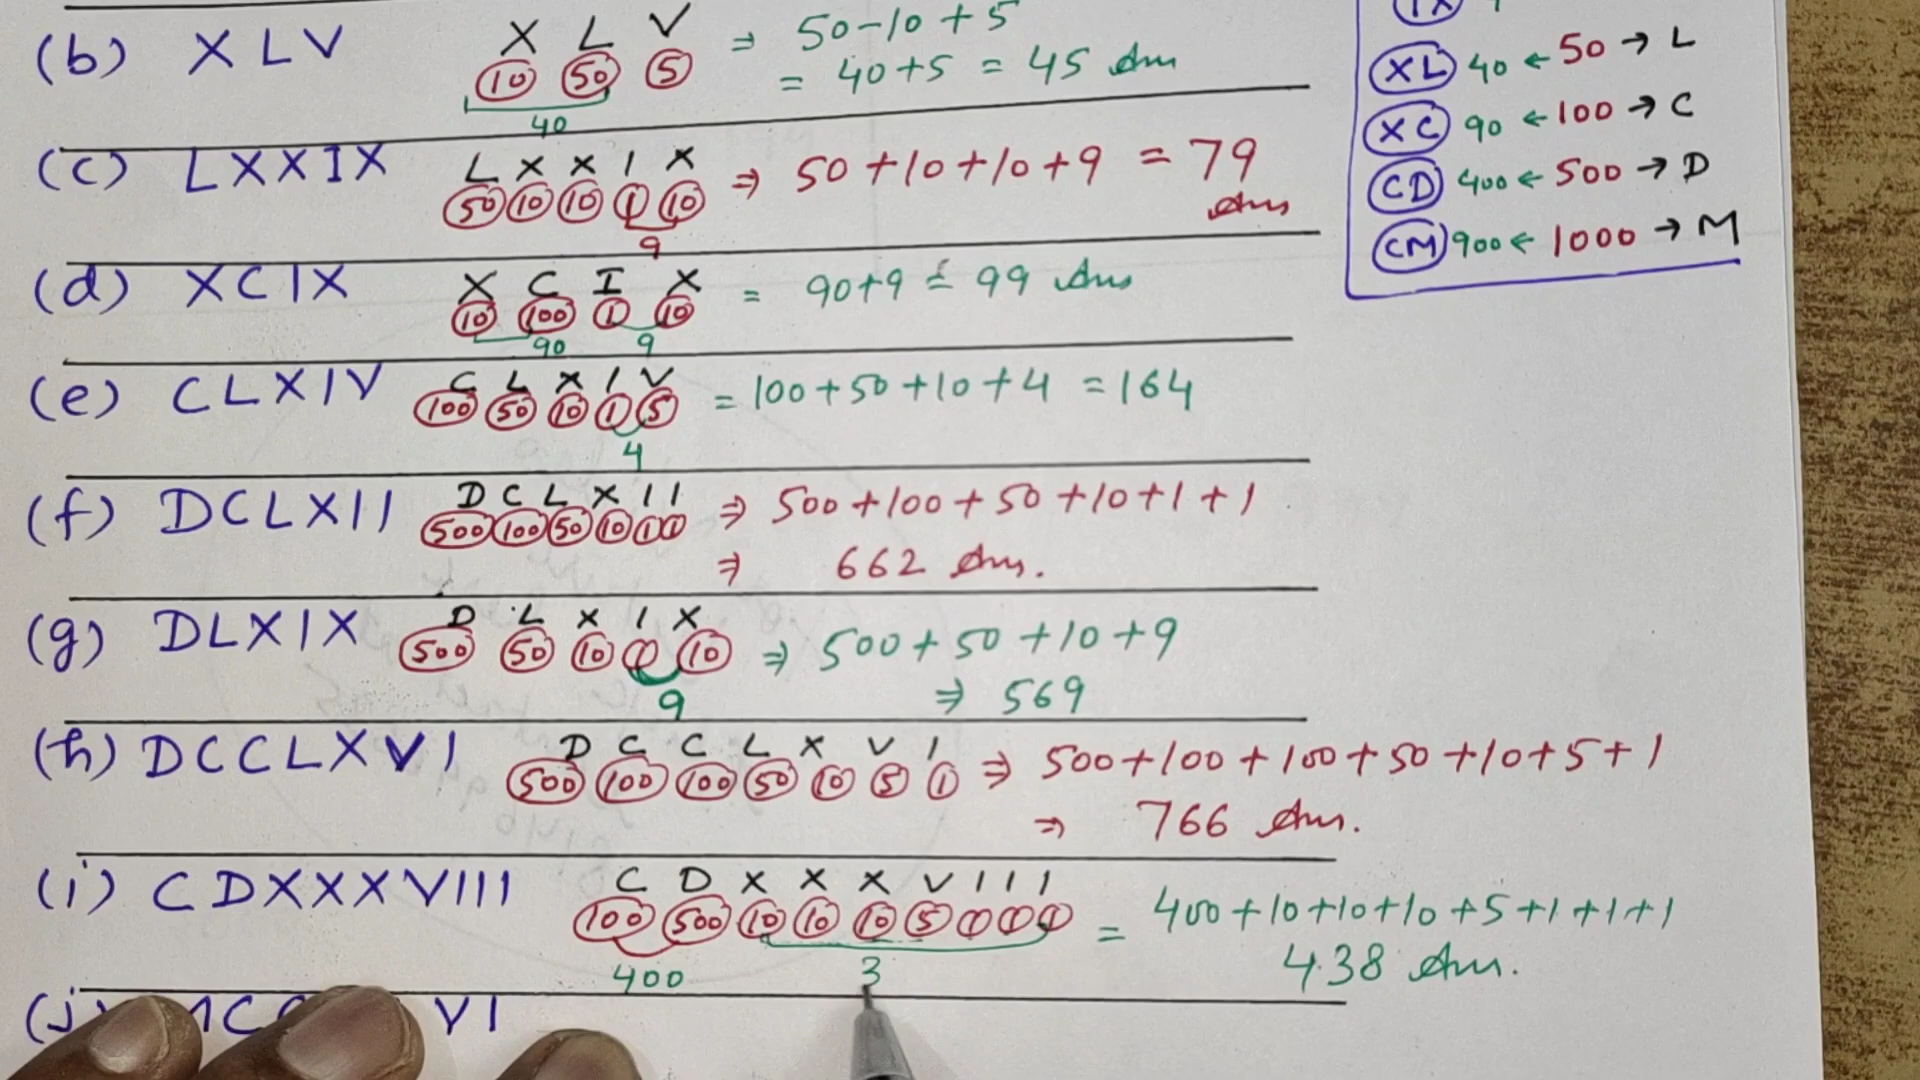 (b) XLV X L V ⇒ 50-10+5
10 50 5 = 40+5 = 45 Ans
40
(c) LXXIX L X X I X ⇒ 50+10+10+9 = 79
50 10 10 1 10 Ans
9
(d) XCIX X C I X = 90+9 = 99 Ans
10 100 1 10
90 9
(e) CLXIV C L X I V = 100+50+10+4 = 164
100 50 10 1 5
4
(f) DCLXII D C L X I I ⇒ 500+100+50+10+1+1
500 100 50 10 1 1
⇒ 662 Ans.
(g) DLXIX D L X I X ⇒ 500+50+10+9
500 50 10 1 10
9 ⇒ 569
(h) DCCLXVI D C C L X V I ⇒ 500+100+100+50+10+5+1
500 100 100 50 10 5 1
⇒ 766 Ans.
(i) CDXXXVIII C D X X X V I I I = 400+10+10+10+5+1+1+1
100 500 10 10 10 5 1 1 1 438 Ans.
400 3
(j) VI
IX
XL 40 ← 50 → L
XC 90 ← 100 → C
CD 400 ← 500 → D
CM 900 ← 1000 → M